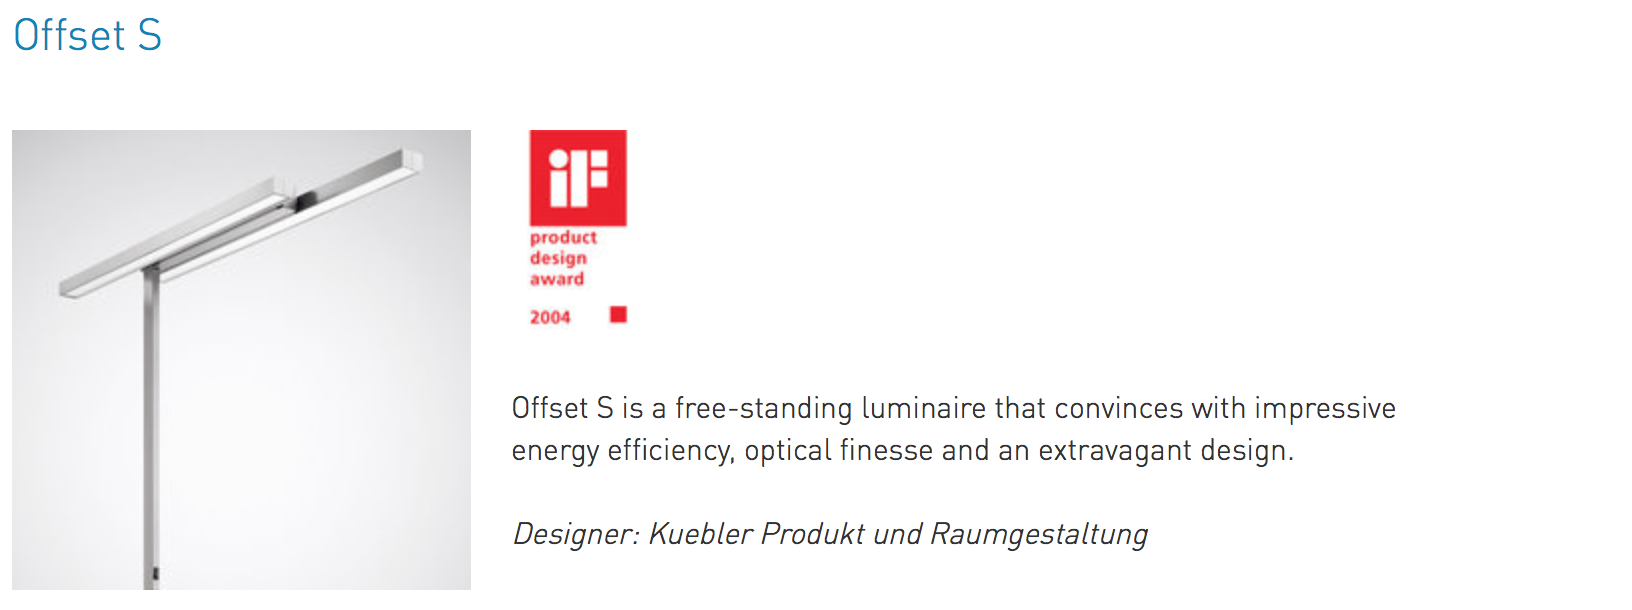 Offset S
iF
product
design
award
2004
Offset S is a free-standing luminaire that convinces with impressive
energy efficiency, optical finesse and an extravagant design.
Designer: Kuebler Produkt und Raumgestaltung